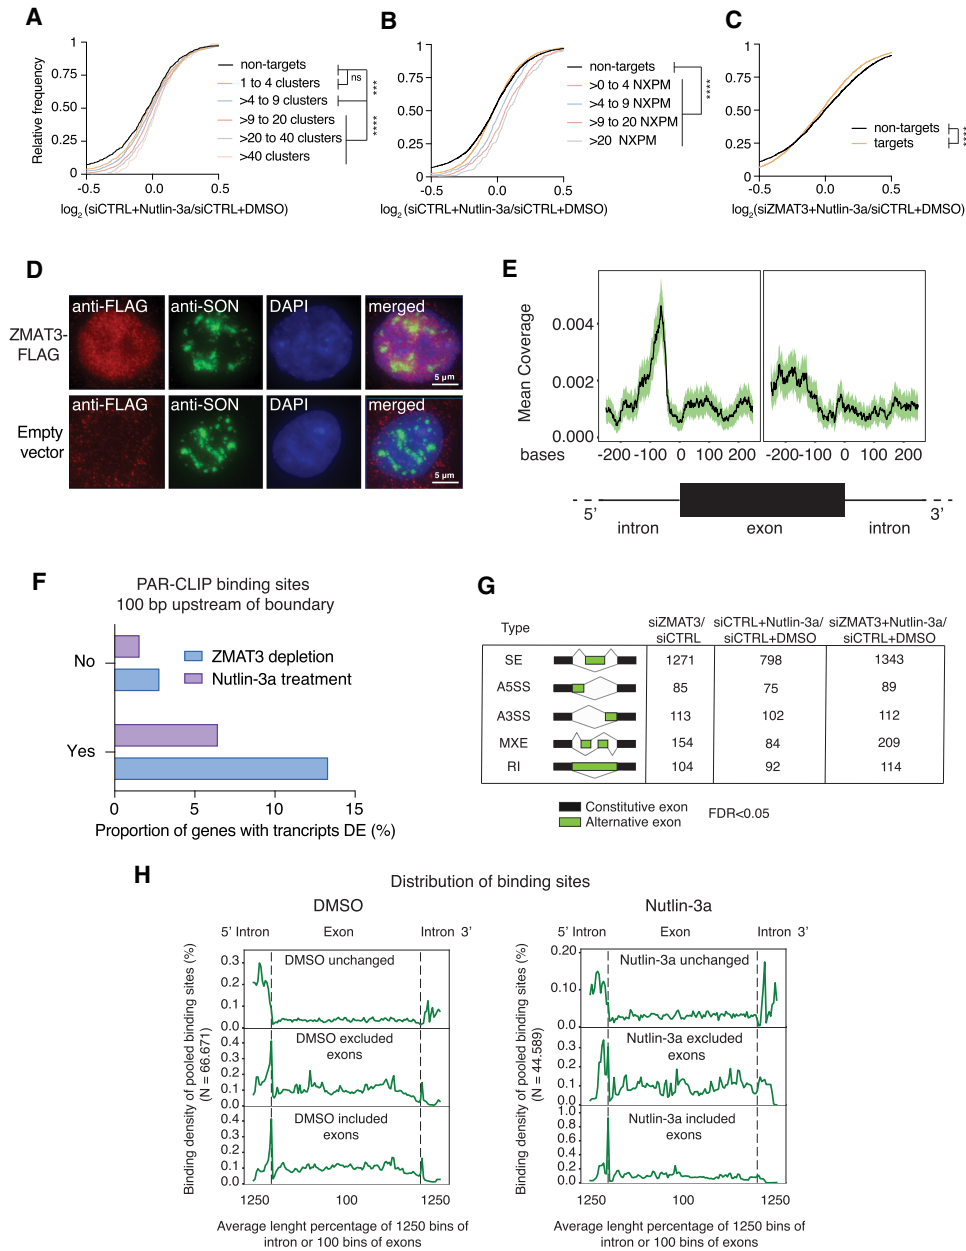 A
1
0.75
0.50
0.25
0
Relative frequency
-0.5
0.0
0.5
log2(siCTRL+Nutlin-3a/siCTRL+DMSO)
non-targets
1 to 4 clusters
>4 to 9 clusters
>9 to 20 clusters
>20 to 40 clusters
>40 clusters
ns
***
****
B
1
0.75
0.50
0.25
0
-0.5
0.0
0.5
log2(siCTRL+Nutlin-3a/siCTRL+DMSO)
non-targets
>0 to 4 NXPM
>4 to 9 NXPM
>9 to 20 NXPM
>20 NXPM
****
C
1
0.75
0.50
0.25
0
-0.5
0.0
0.5
log2(siZMAT3+Nutlin-3a/siCTRL+DMSO)
non-targets
targets
****
D
ZMAT3-
FLAG
anti-FLAG
anti-SON
DAPI
merged
5 µm
Empty
vector
anti-FLAG
anti-SON
DAPI
merged
5 µm
E
Mean Coverage
0.004
0.002
0.000
bases
-200 -100 0 100 200
-200 -100 0 100 200
5’
intron
exon
intron
3’
F
PAR-CLIP binding sites
100 bp upstream of boundary
No
Yes
ZMAT3 depletion
Nutlin-3a treatment
0 5 10 15
Proportion of genes with trancripts DE (%)
G
Type
siZMAT3/
siCTRL
siCTRL+Nutlin-3a/
siCTRL+DMSO
siZMAT3+Nutlin-3a/
siCTRL+DMSO
SE 1271 798 1343
A5SS 85 75 89
A3SS 113 102 112
MXE 154 84 209
RI 104 92 114
Constitutive exon
Alternative exon
FDR<0.05
H
Distribution of binding sites
DMSO
5’ Intron Exon Intron 3’
Binding density of pooled binding sites (%)
(N = 66.671)
DMSO unchanged
0.3
0.2
0.1
0.0
DMSO excluded
exons
0.4
0.3
0.2
0.1
0.0
DMSO included
exons
0.4
0.3
0.2
0.1
0.0
1250 100 1250
Average lenght percentage of 1250 bins of
intron or 100 bins of exons
Nutlin-3a
5’ Intron Exon Intron 3’
Binding density of pooled binding sites (%)
(N = 44.589)
Nutlin-3a unchanged
0.20
0.10
0.0
Nutlin-3a excluded
exons
0.3
0.2
0.1
0.0
Nutlin-3a included
exons
1.0
0.8
0.6
0.4
0.2
0.0
1250 100 1250
Average lenght percentage of 1250 bins of
intron or 100 bins of exons